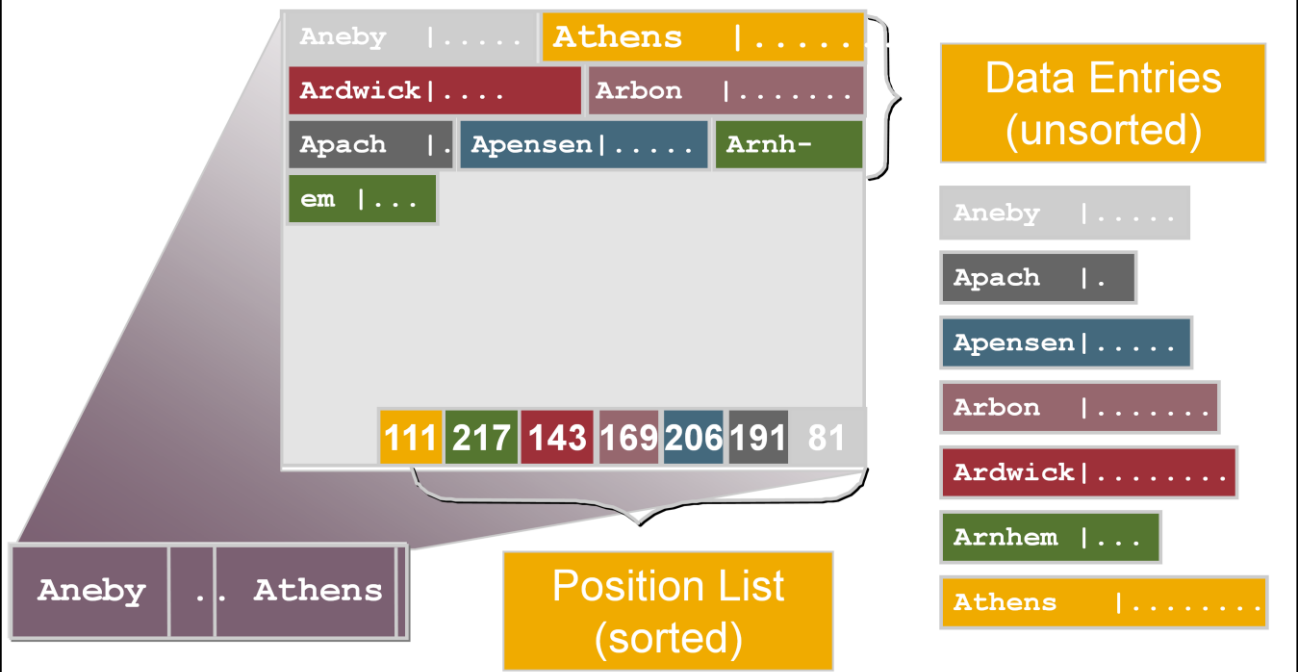 Aneby |..... Athens |.......
Ardwick|.... Arbon |.......
Apach |. Apensen|..... Arnh-
em |...
111 217 143 169 206 191 81
Aneby .. Athens
Position List
(sorted)
Data Entries
(unsorted)
Aneby |.....
Apach |.
Apensen|.....
Arbon |.......
Ardwick|........
Arnhem |...
Athens |........